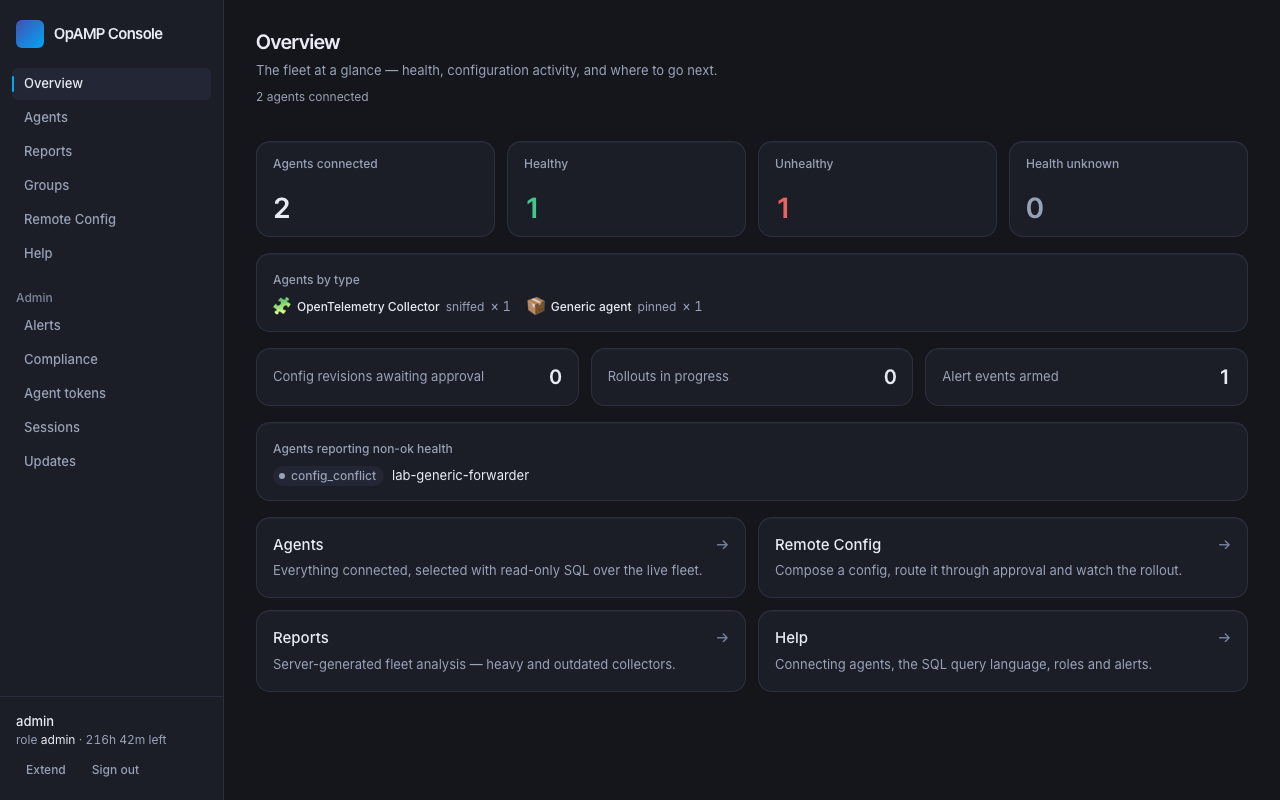 OpAMP Console
Overview
Agents
Reports
Groups
Remote Config
Help
Admin
Alerts
Compliance
Agent tokens
Sessions
Updates
admin
role admin · 216h 42m left
Extend Sign out
Overview
The fleet at a glance — health, configuration activity, and where to go next.
2 agents connected
Agents connected
2
Healthy
1
Unhealthy
1
Health unknown
0
Agents by type
OpenTelemetry Collector sniffed × 1 Generic agent pinned × 1
Config revisions awaiting approval 0
Rollouts in progress 0
Alert events armed 1
Agents reporting non-ok health
config_conflict lab-generic-forwarder
Agents →
Everything connected, selected with read-only SQL over the live fleet.
Remote Config →
Compose a config, route it through approval and watch the rollout.
Reports →
Server-generated fleet analysis — heavy and outdated collectors.
Help →
Connecting agents, the SQL query language, roles and alerts.